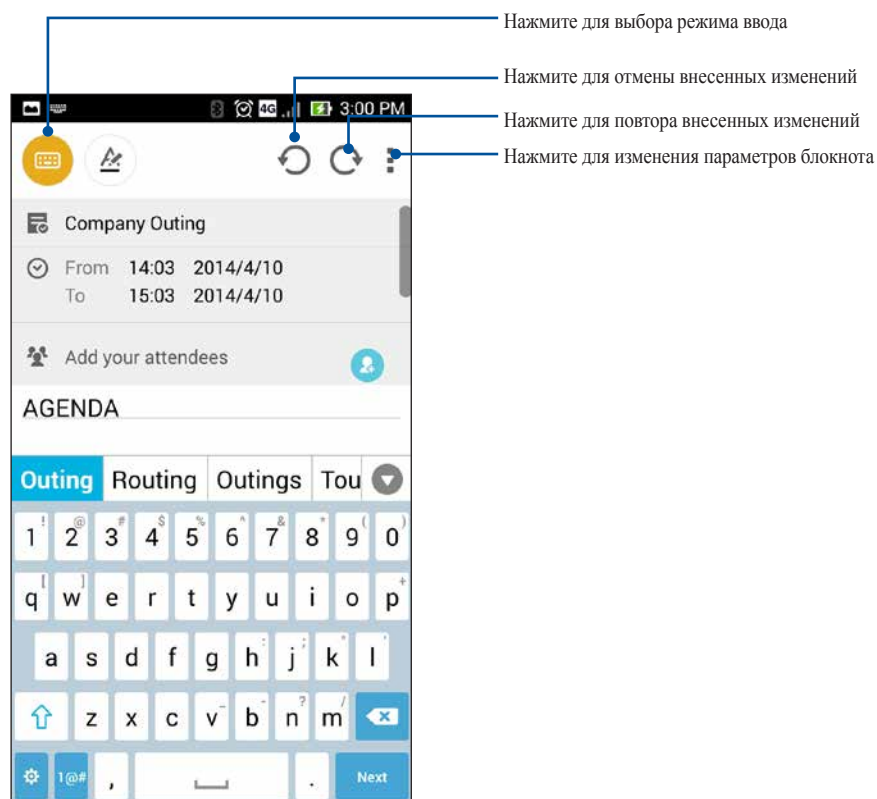 Нажмите для выбора режима ввода
Нажмите для отмены внесенных изменений
Нажмите для повтора внесенных изменений
Нажмите для изменения параметров блокнота
4G 3:00 PM
Company Outing
From 14:03 2014/4/10
To 15:03 2014/4/10
Add your attendees
AGENDA
Outing Routing Outings Tou
! @ # $ % ^ & * ( )
1 2 3 4 5 6 7 8 9 0
[ ] +
q w e r t y u i o p
: ; " '
a s d f g h j k l
_ - ? /
z x c v b n m
1@# , . Next